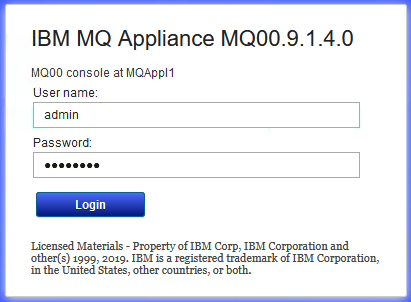 IBM MQ Appliance MQ00.9.1.4.0
MQ00 console at MQAppl1
User name:
admin
Password:
●●●●●●●●
Login
Licensed Materials - Property of IBM Corp, IBM Corporation and
other(s) 1999, 2019. IBM is a registered trademark of IBM Corporation,
in the United States, other countries, or both.